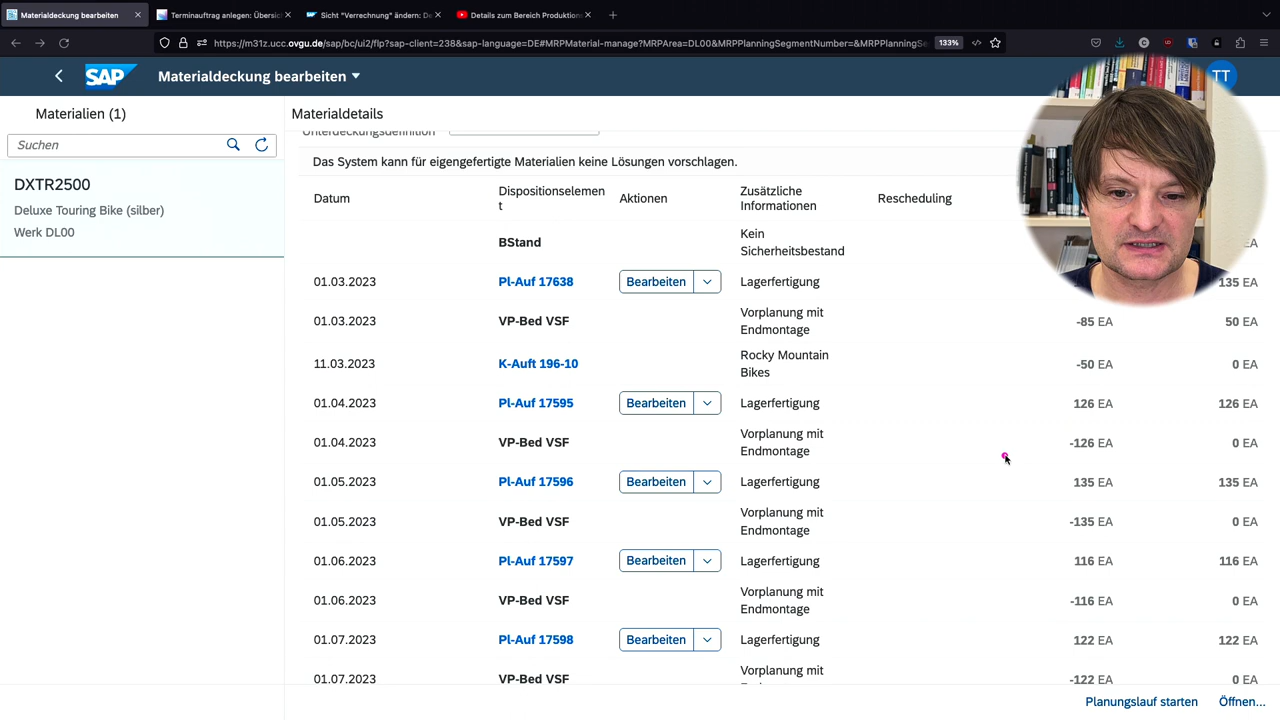 Materialdeckung bearbeiten
Terminauftrag anlegen: Übersic
Sicht "Verrechnung" ändern: De
Details zum Bereich Produktions
https://m31z.ucc.ovgu.de/sap/bc/ui2/flp?sap-client=238&sap-language=DE#MRPMaterial-manage?MRPArea=DL00&MRPPlanningSegmentNumber=&MRPPlanningSe
133%
SAP
Materialdeckung bearbeiten
TT
Materialien (1)
Materialdetails
Suchen
Unterdeckungsdefinition
DXTR2500
Deluxe Touring Bike (silber)
Werk DL00
Das System kann für eigengefertigte Materialien keine Lösungen vorschlagen.
Datum
Dispositionselement
Aktionen
Zusätzliche Informationen
Rescheduling
BStand Kein Sicherheitsbestand EA
01.03.2023 Pl-Auf 17638 Bearbeiten Lagerfertigung 135 EA
01.03.2023 VP-Bed VSF Vorplanung mit Endmontage -85 EA 50 EA
11.03.2023 K-Auft 196-10 Rocky Mountain Bikes -50 EA 0 EA
01.04.2023 Pl-Auf 17595 Bearbeiten Lagerfertigung 126 EA 126 EA
01.04.2023 VP-Bed VSF Vorplanung mit Endmontage -126 EA 0 EA
01.05.2023 Pl-Auf 17596 Bearbeiten Lagerfertigung 135 EA 135 EA
01.05.2023 VP-Bed VSF Vorplanung mit Endmontage -135 EA 0 EA
01.06.2023 Pl-Auf 17597 Bearbeiten Lagerfertigung 116 EA 116 EA
01.06.2023 VP-Bed VSF Vorplanung mit Endmontage -116 EA 0 EA
01.07.2023 Pl-Auf 17598 Bearbeiten Lagerfertigung 122 EA 122 EA
01.07.2023 VP-Bed VSF Vorplanung mit -122 EA 0 EA
Planungslauf starten
Öffnen...